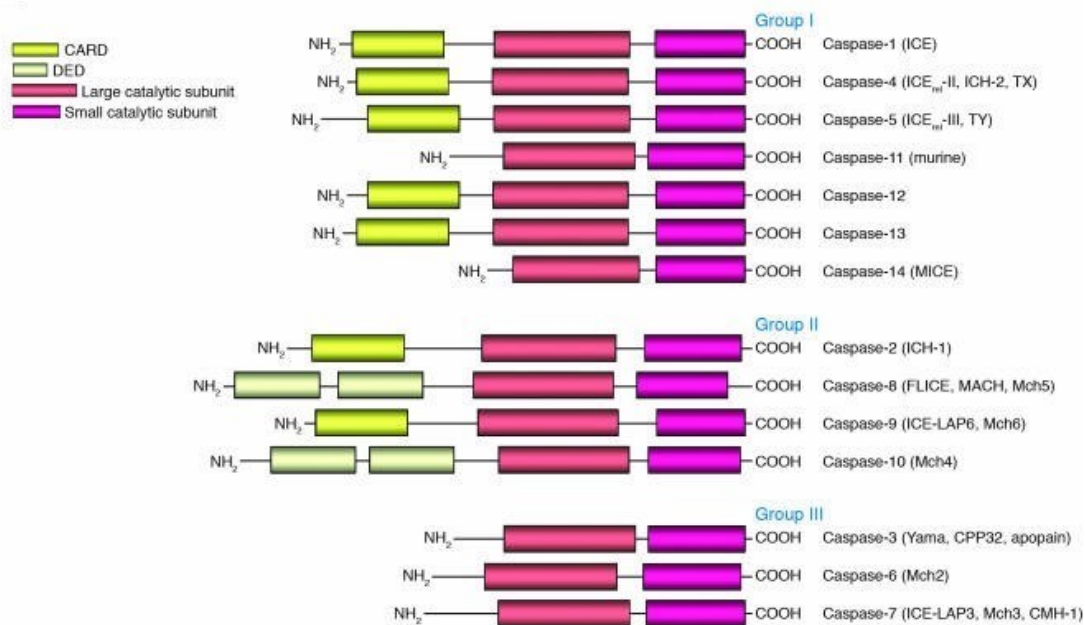 CARD
DED
Large catalytic subunit
Small catalytic subunit
Group I
NH2 COOH Caspase-1 (ICE)
NH2 COOH Caspase-4 (ICErel-II, ICH-2, TX)
NH2 COOH Caspase-5 (ICErel-III, TY)
NH2 COOH Caspase-11 (murine)
NH2 COOH Caspase-12
NH2 COOH Caspase-13
NH2 COOH Caspase-14 (MICE)
Group II
NH2 COOH Caspase-2 (ICH-1)
NH2 COOH Caspase-8 (FLICE, MACH, Mch5)
NH2 COOH Caspase-9 (ICE-LAP6, Mch6)
NH2 COOH Caspase-10 (Mch4)
Group III
NH2 COOH Caspase-3 (Yama, CPP32, apopain)
NH2 COOH Caspase-6 (Mch2)
NH2 COOH Caspase-7 (ICE-LAP3, Mch3, CMH-1)